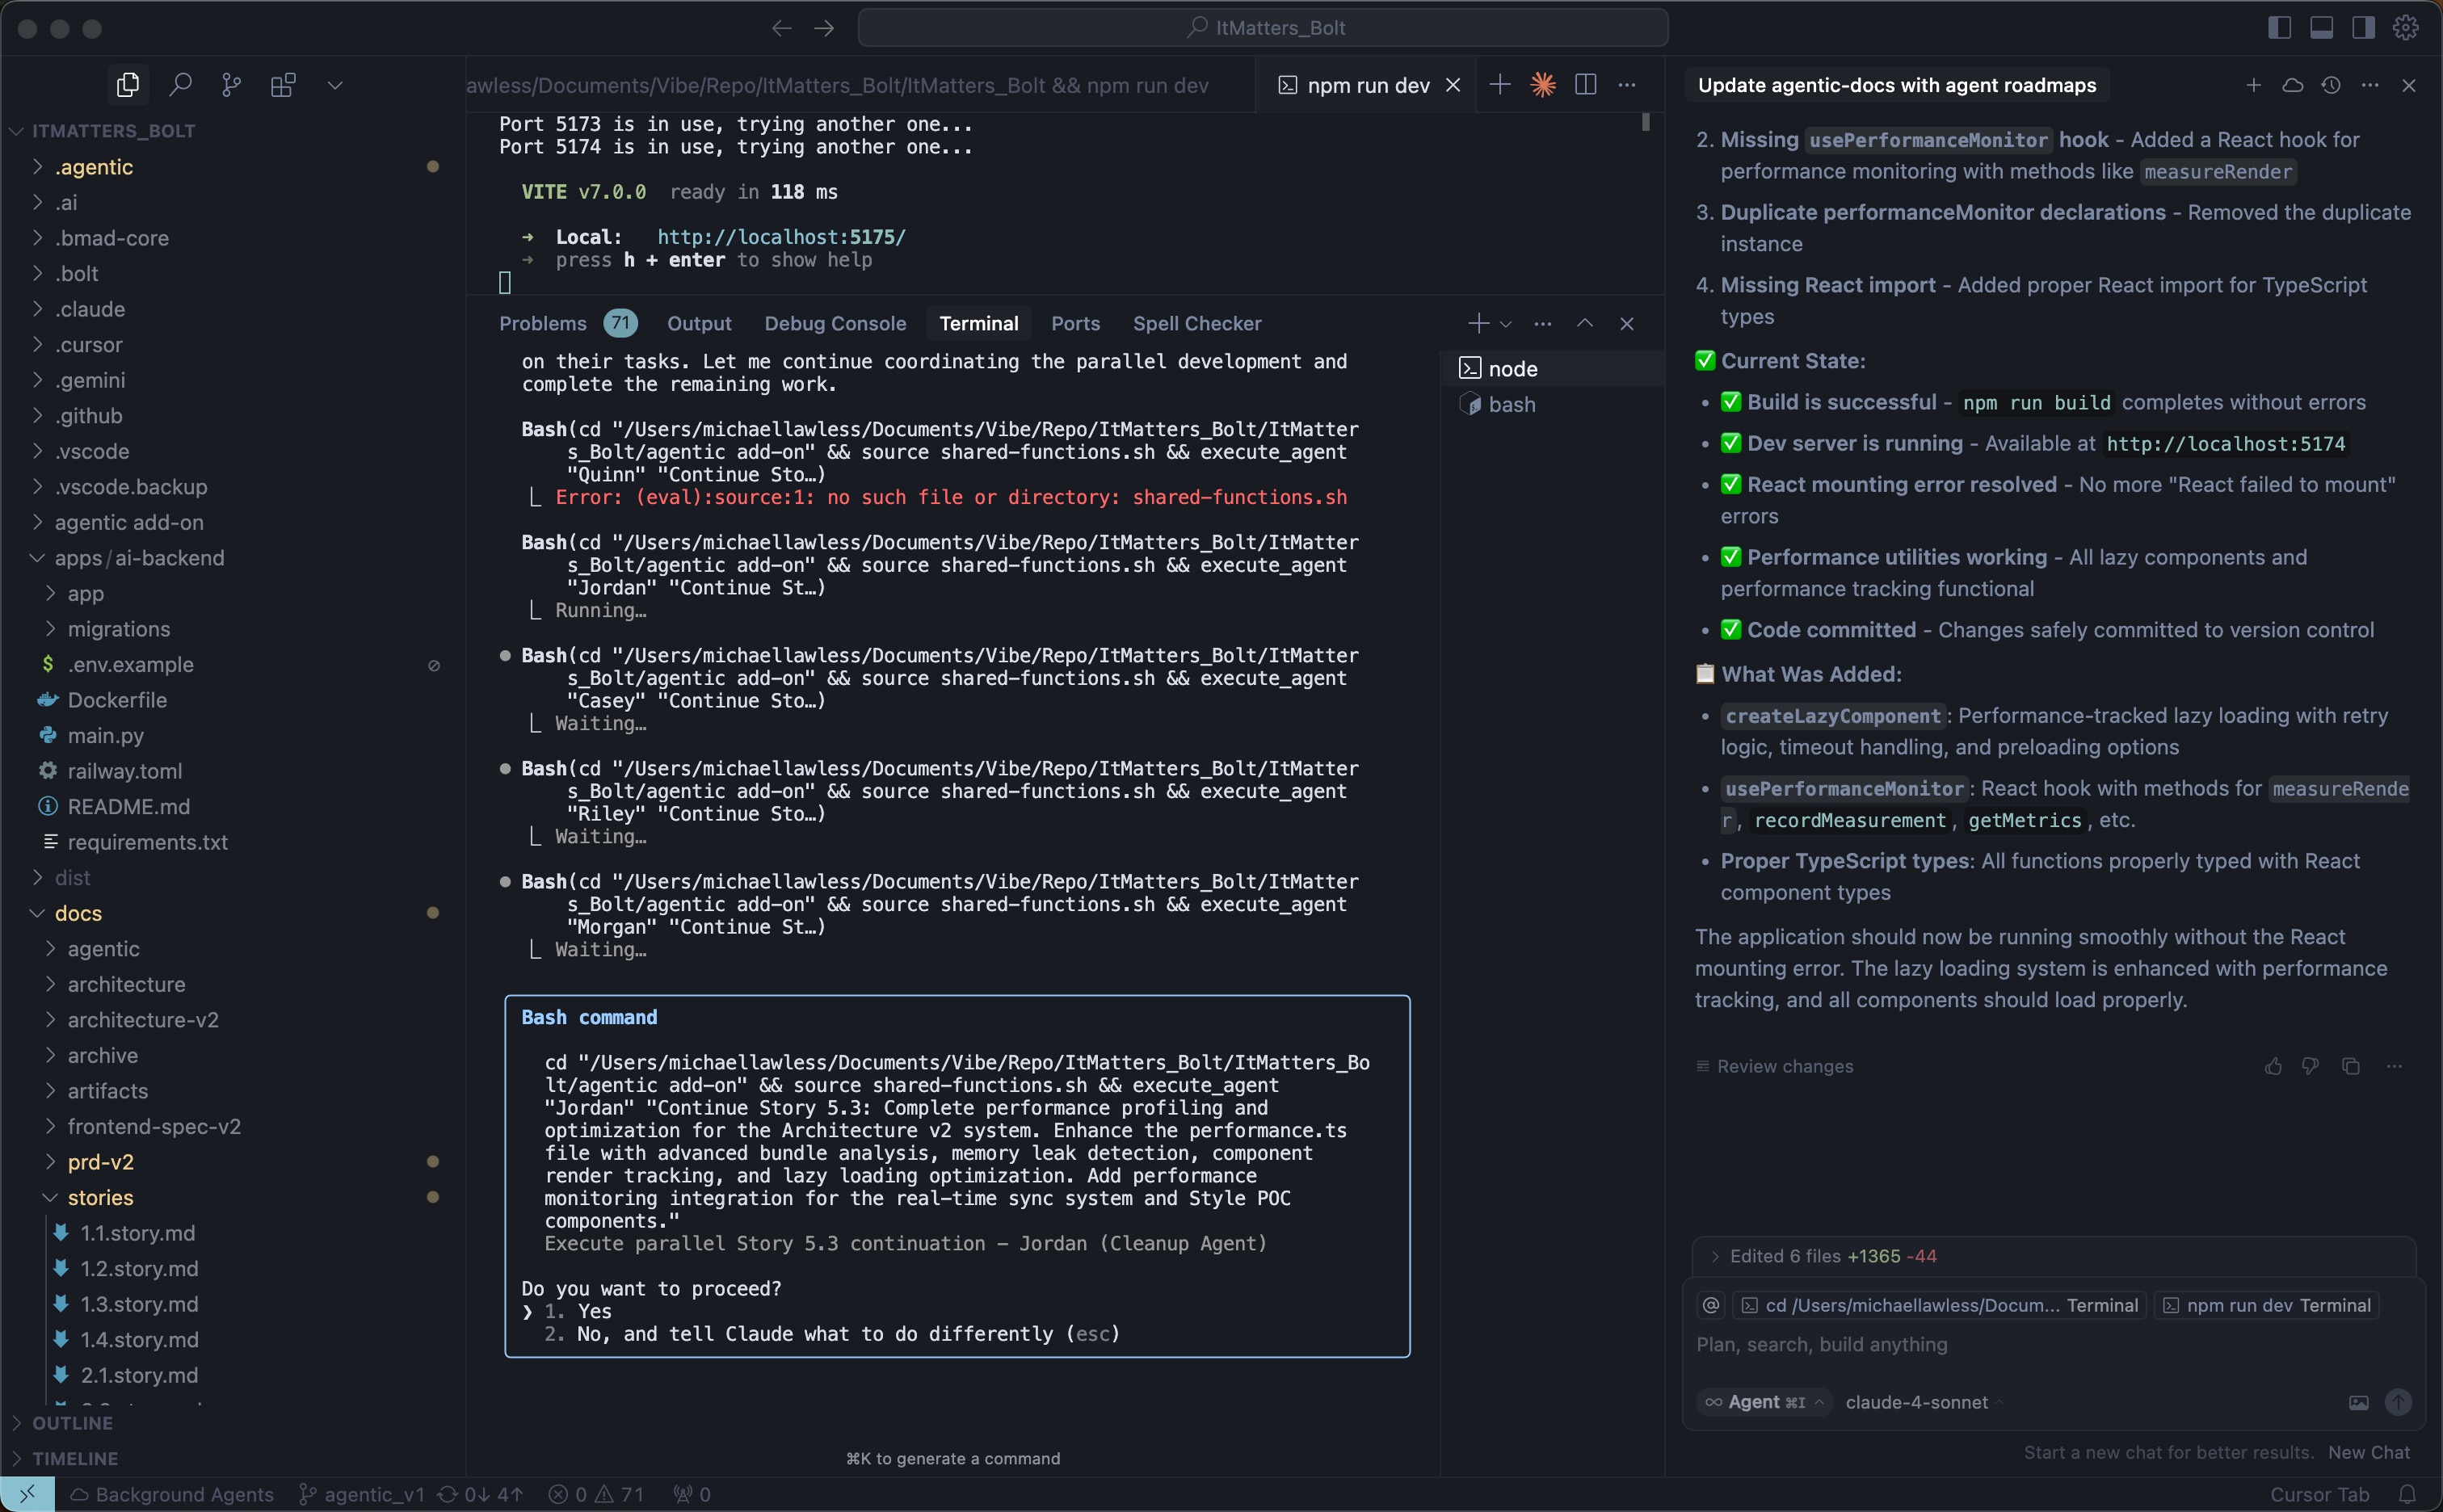 ItMatters_Bolt
ITMATTERS_BOLT
.agentic
.ai
.bmad-core
.bolt
.claude
.cursor
.gemini
.github
.vscode
.vscode.backup
agentic add-on
apps/ai-backend
app
migrations
$ .env.example
Dockerfile
main.py
railway.toml
README.md
requirements.txt
dist
docs
agentic
architecture
architecture-v2
archive
artifacts
frontend-spec-v2
prd-v2
stories
1.1.story.md
1.2.story.md
1.3.story.md
1.4.story.md
2.1.story.md
OUTLINE
TIMELINE
awless/Documents/Vibe/Repo/ItMatters_Bolt/ItMatters_Bolt && npm run dev
npm run dev
Port 5173 is in use, trying another one...
Port 5174 is in use, trying another one...
VITE v7.0.0 ready in 118 ms
➜ Local: http://localhost:5175/
➜ press h + enter to show help
Problems 71 Output Debug Console Terminal Ports Spell Checker
on their tasks. Let me continue coordinating the parallel development and
complete the remaining work.
Bash(cd "/Users/michaellawless/Documents/Vibe/Repo/ItMatters_Bolt/ItMatter
s_Bolt/agentic add-on" && source shared-functions.sh && execute_agent
"Quinn" "Continue Sto…)
⎿ Error: (eval):source:1: no such file or directory: shared-functions.sh
Bash(cd "/Users/michaellawless/Documents/Vibe/Repo/ItMatters_Bolt/ItMatter
s_Bolt/agentic add-on" && source shared-functions.sh && execute_agent
"Jordan" "Continue St…)
⎿ Running…
Bash(cd "/Users/michaellawless/Documents/Vibe/Repo/ItMatters_Bolt/ItMatter
s_Bolt/agentic add-on" && source shared-functions.sh && execute_agent
"Casey" "Continue Sto…)
⎿ Waiting…
Bash(cd "/Users/michaellawless/Documents/Vibe/Repo/ItMatters_Bolt/ItMatter
s_Bolt/agentic add-on" && source shared-functions.sh && execute_agent
"Riley" "Continue Sto…)
⎿ Waiting…
Bash(cd "/Users/michaellawless/Documents/Vibe/Repo/ItMatters_Bolt/ItMatter
s_Bolt/agentic add-on" && source shared-functions.sh && execute_agent
"Morgan" "Continue St…)
⎿ Waiting…
Bash command
cd "/Users/michaellawless/Documents/Vibe/Repo/ItMatters_Bolt/ItMatters_Bo
lt/agentic add-on" && source shared-functions.sh && execute_agent
"Jordan" "Continue Story 5.3: Complete performance profiling and
optimization for the Architecture v2 system. Enhance the performance.ts
file with advanced bundle analysis, memory leak detection, component
render tracking, and lazy loading optimization. Add performance
monitoring integration for the real-time sync system and Style POC
components."
Execute parallel Story 5.3 continuation – Jordan (Cleanup Agent)
Do you want to proceed?
❯ 1. Yes
2. No, and tell Claude what to do differently (esc)
⌘K to generate a command
node
bash
Update agentic-docs with agent roadmaps
2. Missing usePerformanceMonitor hook - Added a React hook for
performance monitoring with methods like measureRender
3. Duplicate performanceMonitor declarations - Removed the duplicate
instance
4. Missing React import - Added proper React import for TypeScript
types
✅ Current State:
• ✅ Build is successful - npm run build completes without errors
• ✅ Dev server is running - Available at http://localhost:5174
• ✅ React mounting error resolved - No more "React failed to mount"
errors
• ✅ Performance utilities working - All lazy components and
performance tracking functional
• ✅ Code committed - Changes safely committed to version control
📋 What Was Added:
• createLazyComponent: Performance-tracked lazy loading with retry
logic, timeout handling, and preloading options
• usePerformanceMonitor: React hook with methods for measureRende
r, recordMeasurement, getMetrics, etc.
• Proper TypeScript types: All functions properly typed with React
component types
The application should now be running smoothly without the React
mounting error. The lazy loading system is enhanced with performance
tracking, and all components should load properly.
Review changes
Edited 6 files +1365 -44
@ cd /Users/michaellawless/Docum... Terminal npm run dev Terminal
Plan, search, build anything
∞ Agent ⌘I claude-4-sonnet
Start a new chat for better results. New Chat
Background Agents agentic_v1 0↓ 4↑ 0 71 0 Cursor Tab